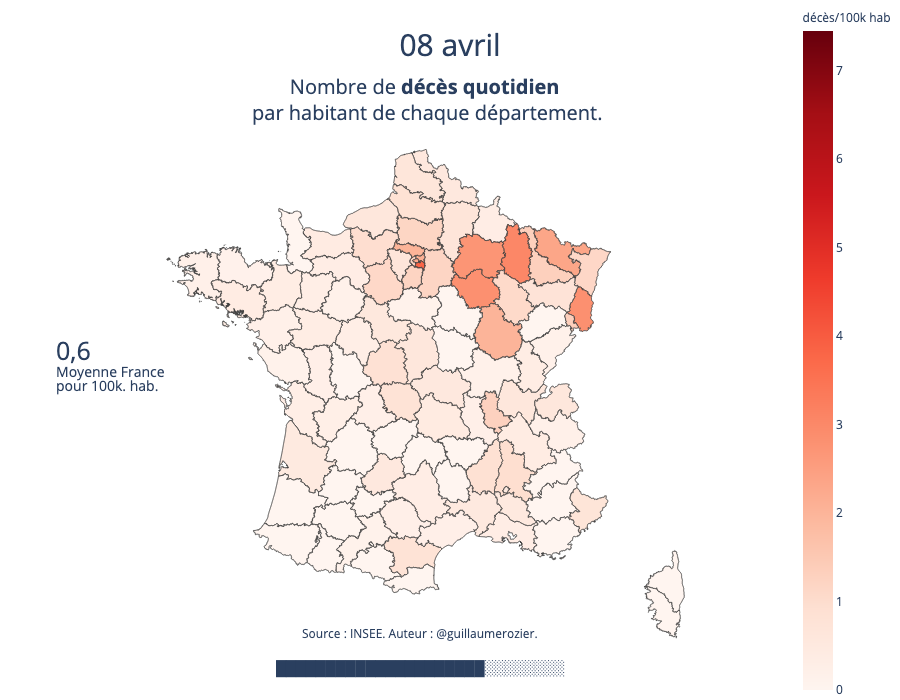 08 avril
Nombre de décès quotidien
par habitant de chaque département.
décès/100k hab
7
6
5
4
3
2
1
0
0,6
Moyenne France
pour 100k. hab.
Source : INSEE. Auteur : @guillaumerozier.